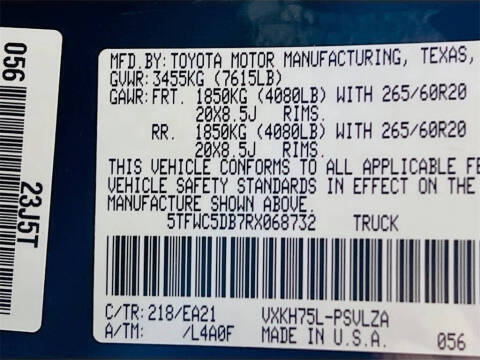 056
23J5T
MFD.BY:TOYOTA MOTOR MANUFACTURING, TEXAS,
GVWR:3455KG (7615LB)
GAWR:FRT. 1850KG (4080LB) WITH 265/60R20
20X8.5J RIMS.
RR. 1850KG (4080LB) WITH 265/60R20
20X8.5J RIMS.
THIS VEHICLE CONFORMS TO ALL APPLICABLE FE
VEHICLE SAFETY STANDARDS IN EFFECT ON THE
MANUFACTURE SHOWN ABOVE.
5TFWC5DB7RX068732 TRUCK
C/TR:218/EA21 VXKH75L-PSVLZA
A/TM: /L4A0F MADE IN U.S.A. 056